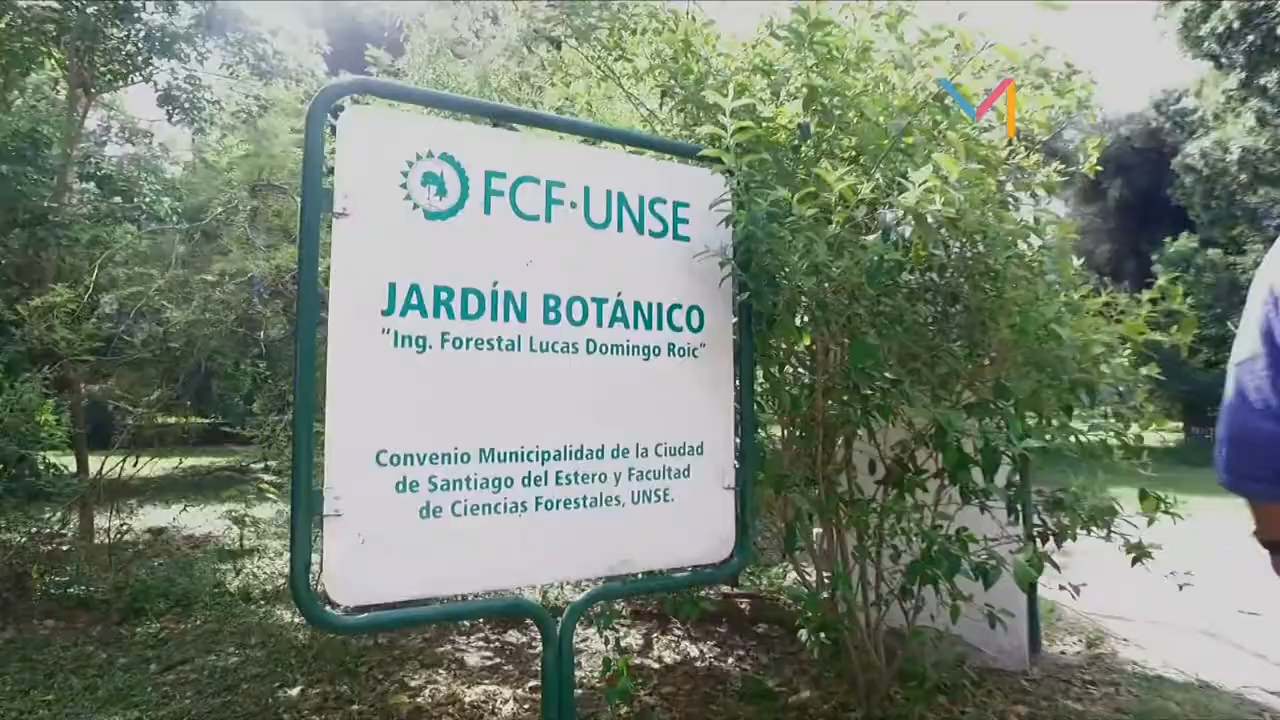 FCF·UNSE
JARDÍN BOTÁNICO
"Ing. Forestal Lucas Domingo Roic"
Convenio Municipalidad de la Ciudad
de Santiago del Estero y Facultad
de Ciencias Forestales, UNSE.